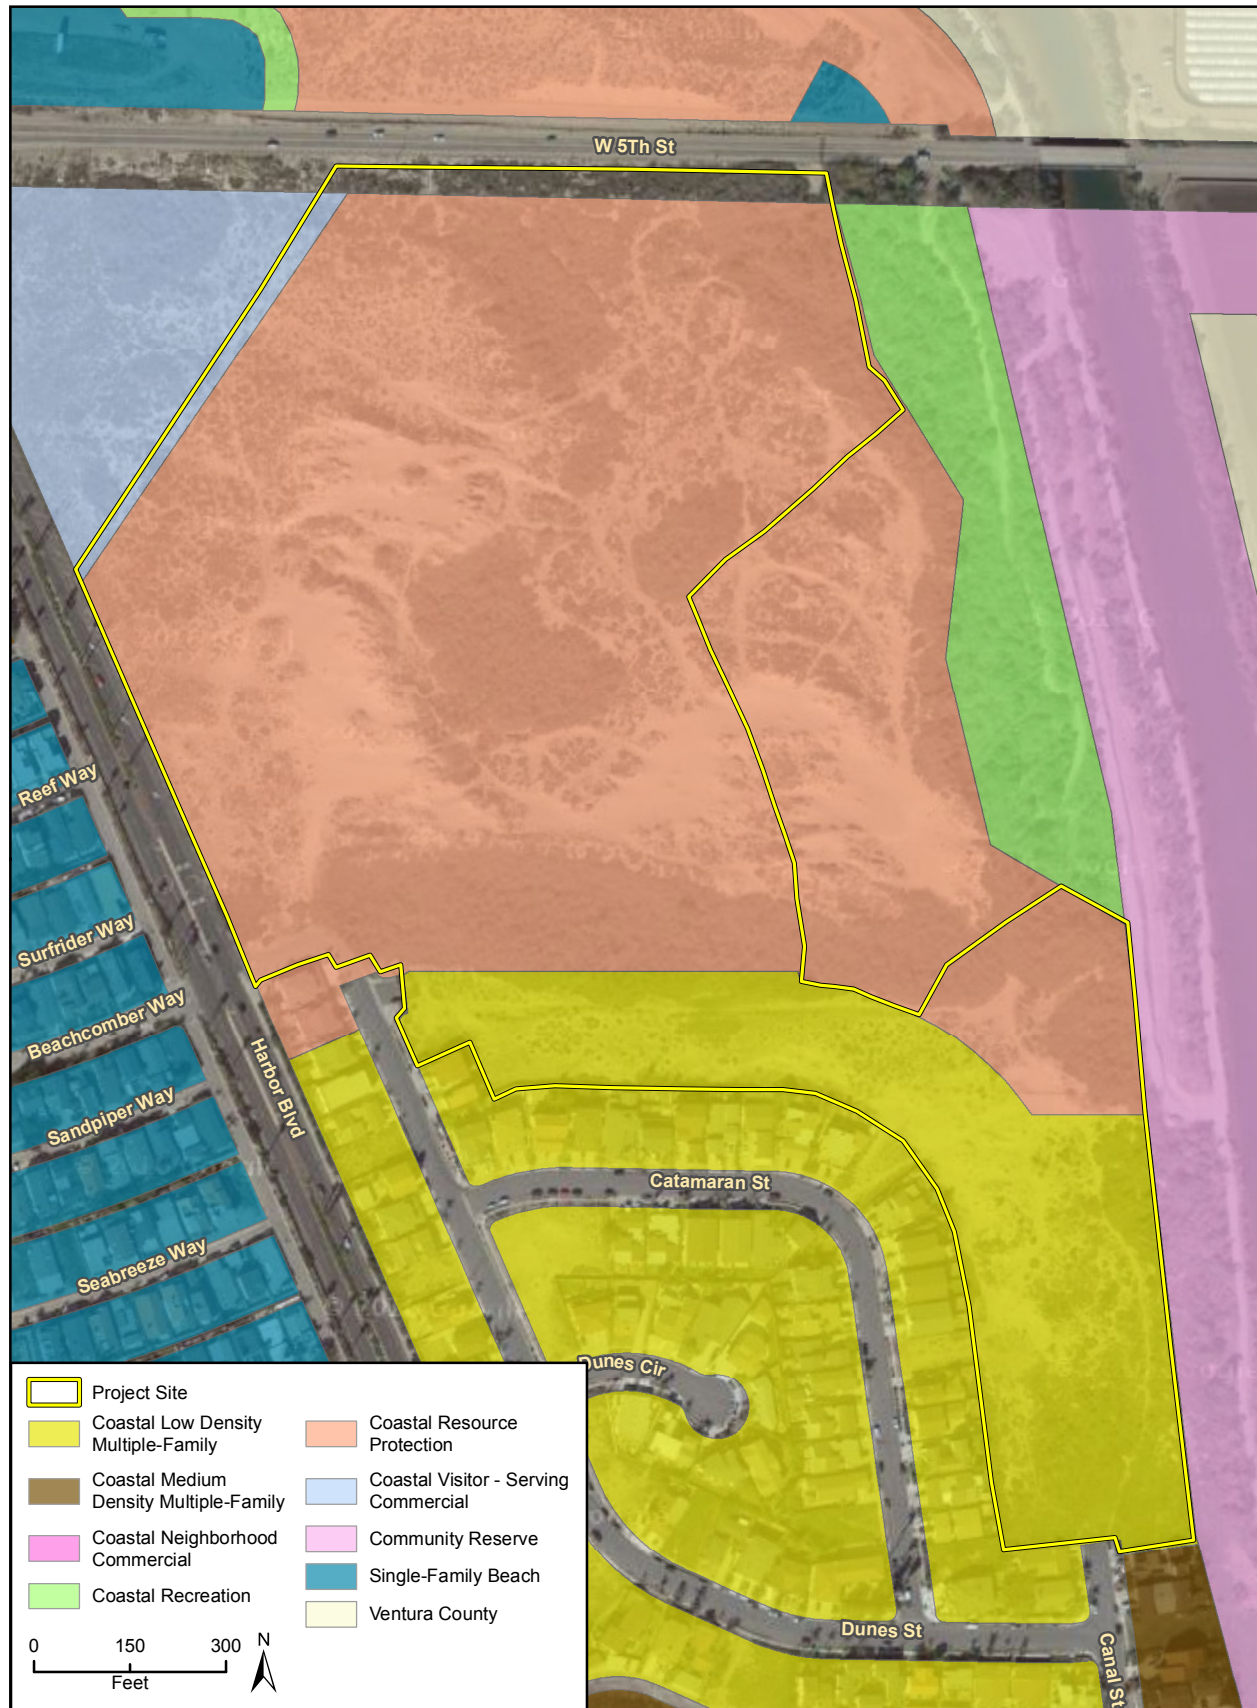 W 5Th St
Reef Way
Surfrider Way
Beachcomber Way
Harbor Blvd
Sandpiper Way
Catamaran St
Seabreeze Way
Dunes Cir
Dunes St
Canal St
Project Site
Coastal Low Density
Multiple-Family
Coastal Medium
Density Multiple-Family
Coastal Neighborhood
Commercial
Coastal Recreation
Coastal Resource
Protection
Coastal Visitor - Serving
Commercial
Community Reserve
Single-Family Beach
Ventura County
0 150 300
Feet
N